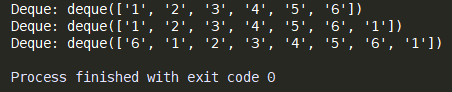 Deque: deque(['1', '2', '3', '4', '5', '6'])
Deque: deque(['1', '2', '3', '4', '5', '6', '1'])
Deque: deque(['6', '1', '2', '3', '4', '5', '6', '1'])
Process finished with exit code 0